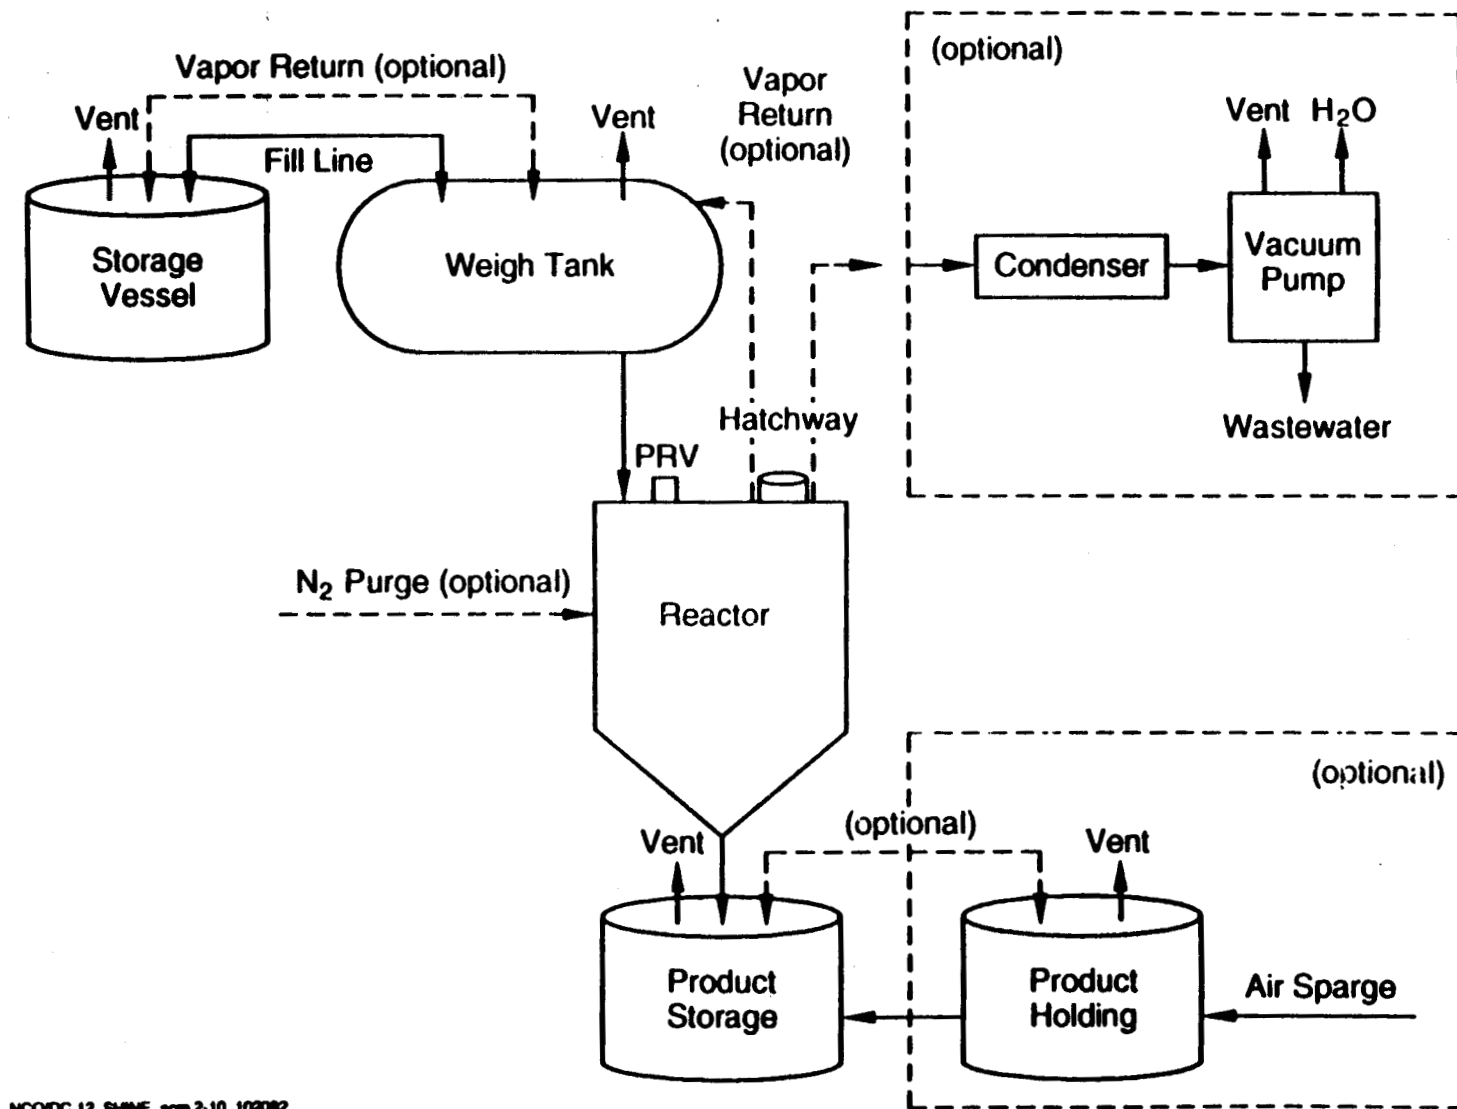 (optional)
Vapor Return (optional)
Vapor
Return
(optional)
Vent
Vent
Vent H₂O
Fill Line
Storage
Vessel
Weigh Tank
Condenser
Vacuum
Pump
Hatchway
Wastewater
PRV
N₂ Purge (optional)
Reactor
(optional)
(optional)
Vent
Vent
Product
Storage
Product
Holding
Air Sparge